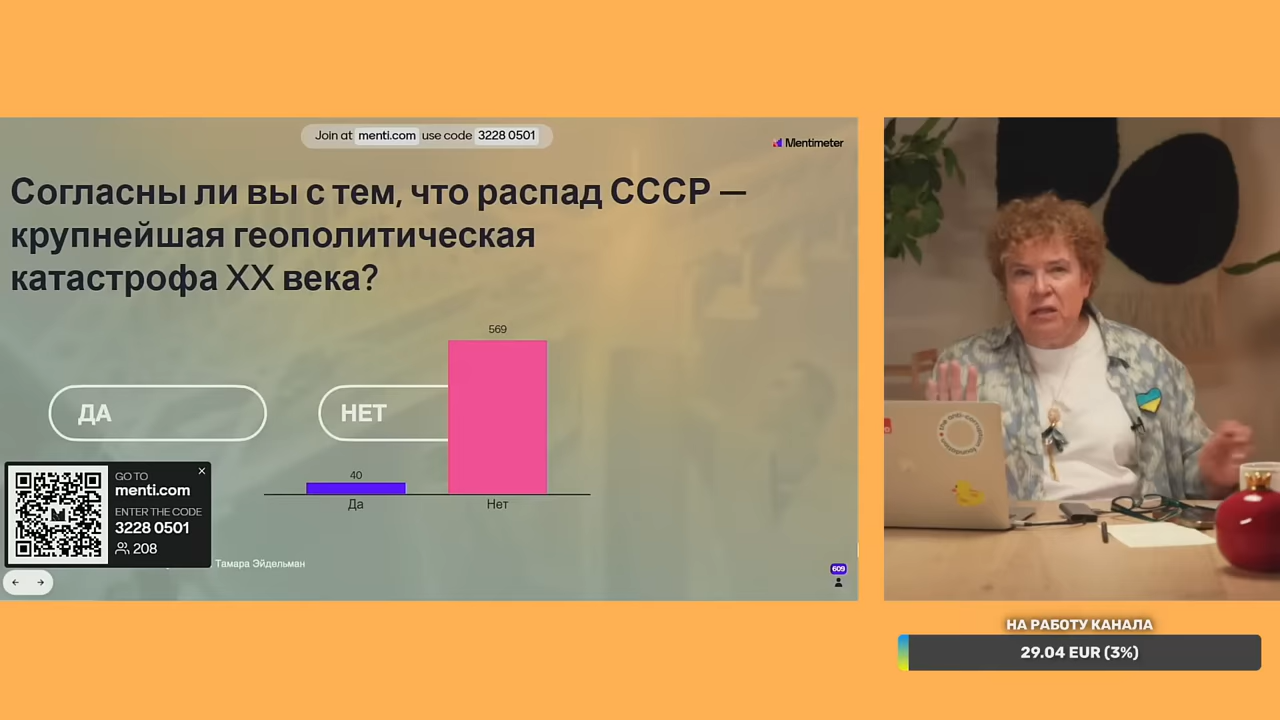 Join at menti.com use code 3228 0501
Mentimeter
Согласны ли вы с тем, что распад СССР —
крупнейшая геополитическая
катастрофа XX века?
569
ДА
НЕТ
40
Да
Нет
GO TO
menti.com
ENTER THE CODE
3228 0501
208
Тамара Эйдельман
609
НА РАБОТУ КАНАЛА
29.04 EUR (3%)